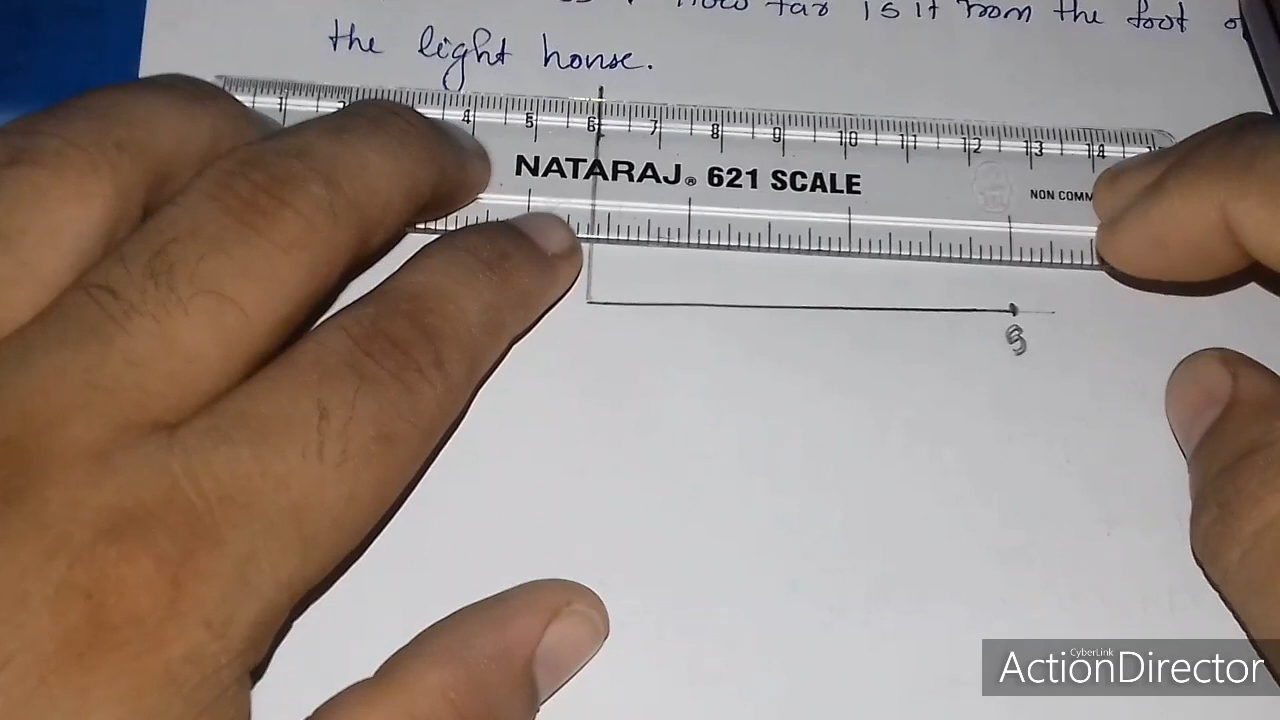 how far is it from the foot of
the light house.
1 2 4 5 6 7 8 9 10 11 12 13 14
NATARAJ® 621 SCALE
NON COMM
S
CyberLink
ActionDirector